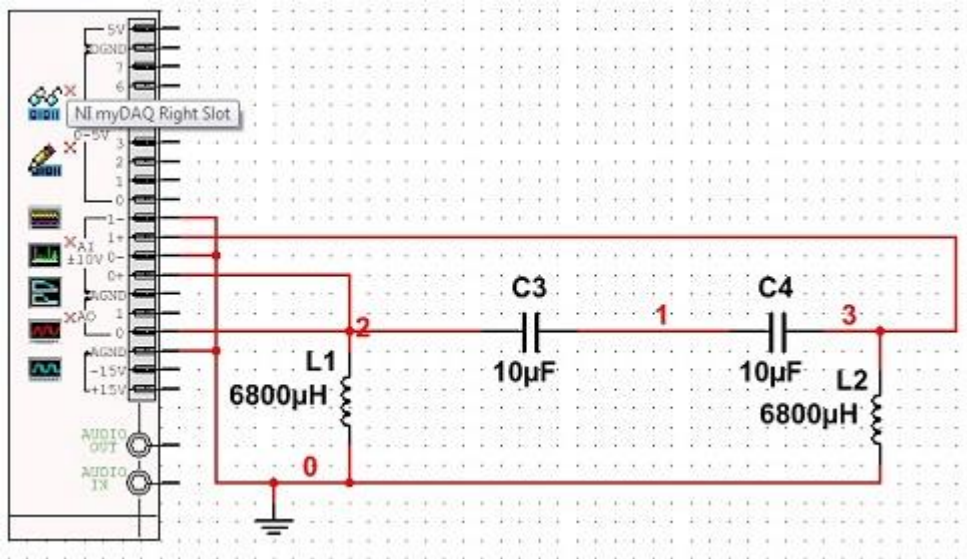 5V
DGND
7
6
NI myDAQ Right Slot
0-5V
3
2
1
0
1-
1+
AI
±10V
0-
0+
AGND
1
AO
0
AGND
-15V
+15V
AUDIO
OUT
AUDIO
IN
C3
C4
2
1
3
10µF
10µF
L1
6800µH
L2
6800µH
0